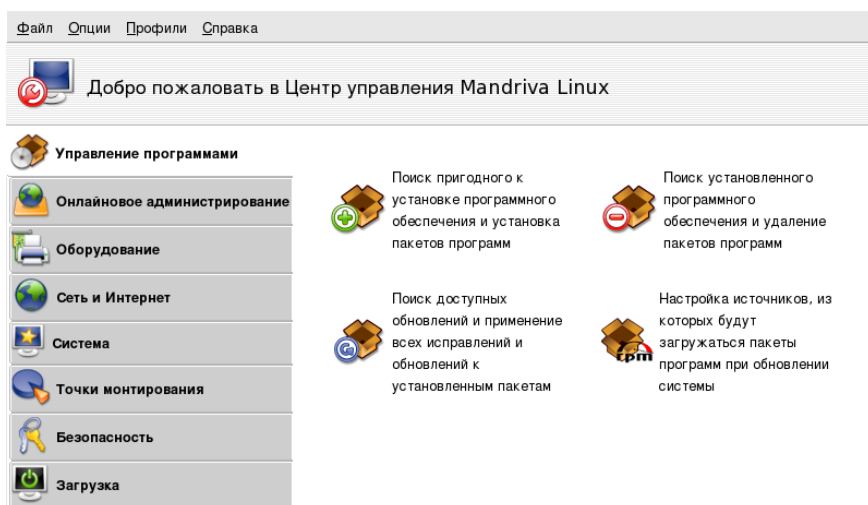 Файл Опции Профили Справка
Добро пожаловать в Центр управления Mandriva Linux
Управление программами
Онлайновое администрирование
Оборудование
Сеть и Интернет
Система
Точки монтирования
Безопасность
Загрузка
Поиск пригодного к
установке программного
обеспечения и установка
пакетов программ
Поиск установленного
программного
обеспечения и удаление
пакетов программ
Поиск доступных
обновлений и применение
всех исправлений и
обновлений к
установленным пакетам
rpm
Настройка источников, из
которых будут
загружаться пакеты
программ при обновлении
системы